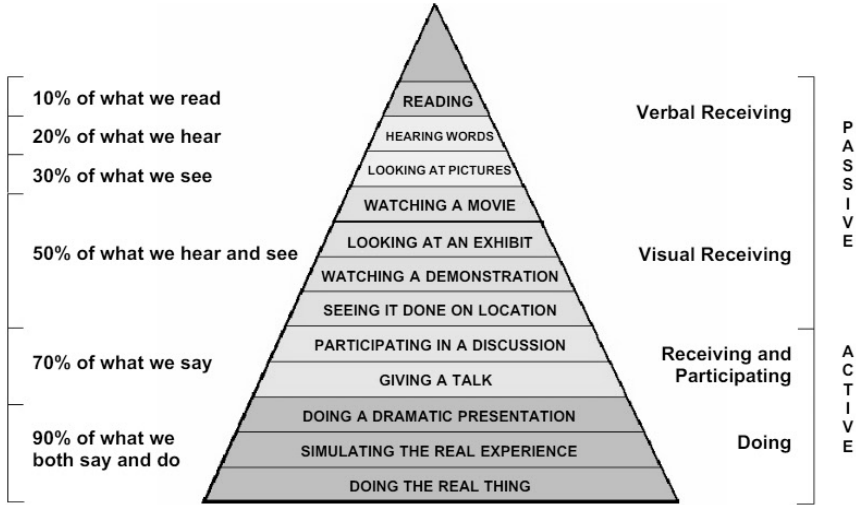 10% of what we read
20% of what we hear
30% of what we see
50% of what we hear and see
70% of what we say
90% of what we
both say and do
READING
HEARING WORDS
LOOKING AT PICTURES
WATCHING A MOVIE
LOOKING AT AN EXHIBIT
WATCHING A DEMONSTRATION
SEEING IT DONE ON LOCATION
PARTICIPATING IN A DISCUSSION
GIVING A TALK
DOING A DRAMATIC PRESENTATION
SIMULATING THE REAL EXPERIENCE
DOING THE REAL THING
Verbal Receiving
Visual Receiving
Receiving and
Participating
Doing
PASSIVE
ACTIVE